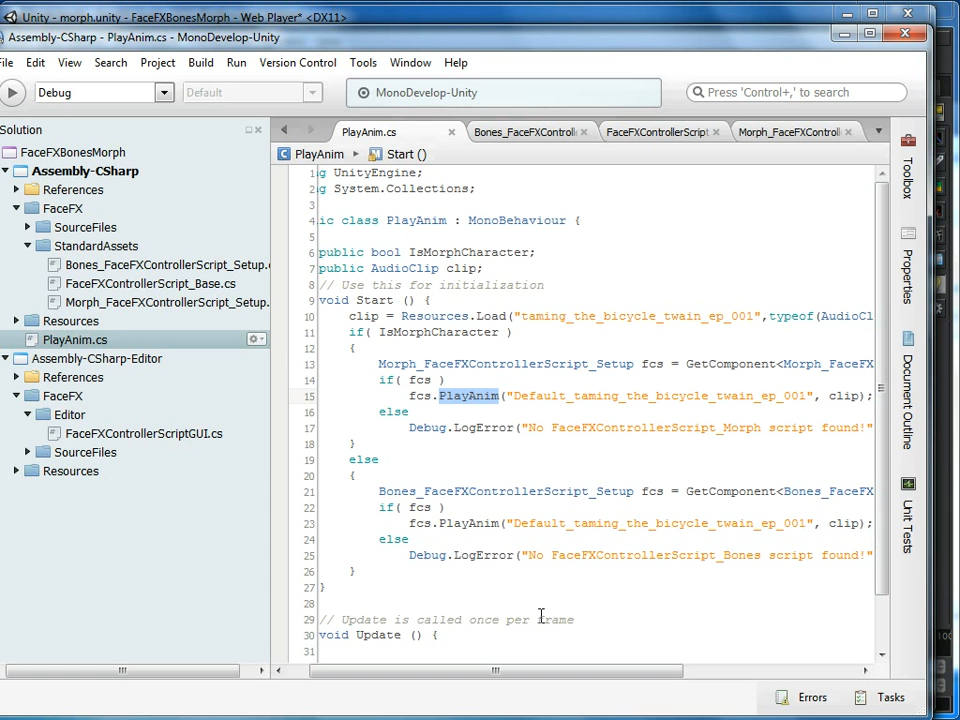 Unity - morph.unity - FaceFXBonesMorph - Web Player* <DX11>
Assembly-CSharp - PlayAnim.cs - MonoDevelop-Unity
File Edit View Search Project Build Run Version Control Tools Window Help
Debug Default MonoDevelop-Unity Press 'Control+,' to search
Solution
FaceFXBonesMorph
Assembly-CSharp
References
FaceFX
SourceFiles
StandardAssets
Bones_FaceFXControllerScript_Setup.c
FaceFXControllerScript_Base.cs
Morph_FaceFXControllerScript_Setup.
Resources
PlayAnim.cs
Assembly-CSharp-Editor
References
FaceFX
Editor
FaceFXControllerScriptGUI.cs
SourceFiles
Resources
PlayAnim.cs Bones_FaceFXControll FaceFXControllerScript Morph_FaceFXControll
PlayAnim Start ()
1 g UnityEngine;
2 g System.Collections;
3
4 ic class PlayAnim : MonoBehaviour {
5
6 public bool IsMorphCharacter;
7 public AudioClip clip;
8 // Use this for initialization
9 void Start () {
10 clip = Resources.Load("taming_the_bicycle_twain_ep_001",typeof(AudioCl
11 if( IsMorphCharacter )
12 {
13 Morph_FaceFXControllerScript_Setup fcs = GetComponent<Morph_FaceFX
14 if( fcs )
15 fcs.PlayAnim("Default_taming_the_bicycle_twain_ep_001", clip);
16 else
17 Debug.LogError("No FaceFXControllerScript_Morph script found!"
18 }
19 else
20 {
21 Bones_FaceFXControllerScript_Setup fcs = GetComponent<Bones_FaceFX
22 if( fcs )
23 fcs.PlayAnim("Default_taming_the_bicycle_twain_ep_001", clip);
24 else
25 Debug.LogError("No FaceFXControllerScript_Bones script found!"
26 }
27 }
28
29 // Update is called once per frame
30 void Update () {
31
Toolbox
Properties
Document Outline
Unit Tests
Errors Tasks